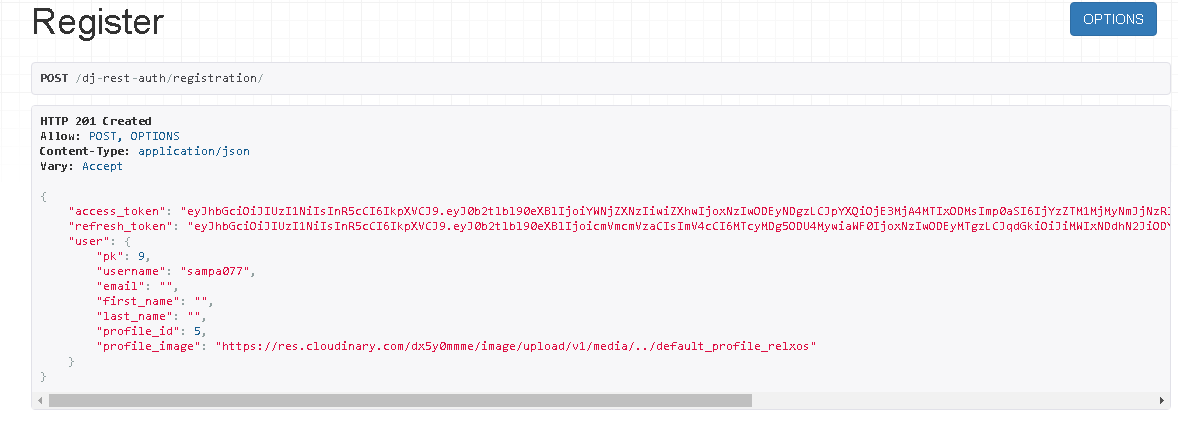 Register
OPTIONS
POST /dj-rest-auth/registration/
HTTP 201 Created
Allow: POST, OPTIONS
Content-Type: application/json
Vary: Accept
{
"access_token": "eyJhbGciOiJIUzI1NiIsInR5cCI6IkpXVCJ9.eyJ0b2tlbl90eXBlIjoiYWNjZXNzIiwiZXhwIjoxNzIwODEyNDgzLCJpYXQiOjE3MjA4MTIxODMsImp0aSI6IjYzZTM1MjMyNmJjNzRJ
"refresh_token": "eyJhbGciOiJIUzI1NiIsInR5cCI6IkpXVCJ9.eyJ0b2tlbl90eXBlIjoicmVmcmVzaCIsImV4cCI6MTcyMDg5ODU4MywiaWF0IjoxNzIwODEyMTgzLCJqdGkiOiJiMWIxNDdhN2JiODY
"user": {
"pk": 9,
"username": "sampa077",
"email": "",
"first_name": "",
"last_name": "",
"profile_id": 5,
"profile_image": "https://res.cloudinary.com/dx5y0mmme/image/upload/v1/media/../default_profile_relxos"
}
}